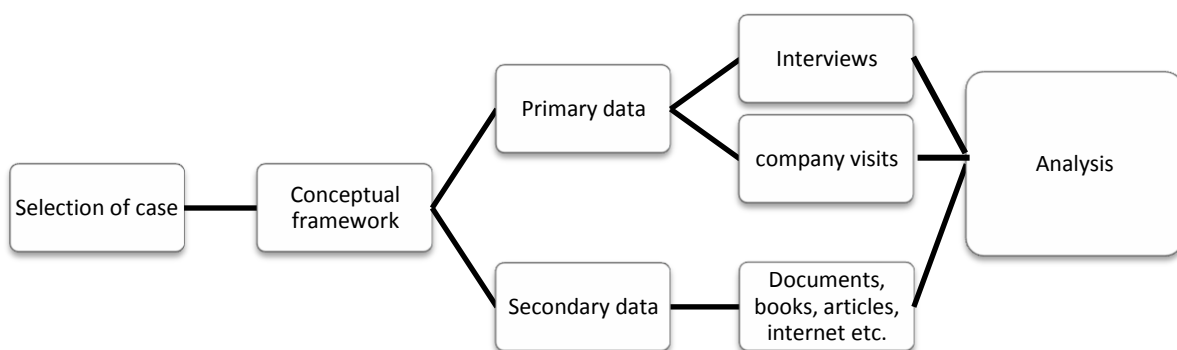 Selection of case
Conceptual
framework
Primary data
Secondary data
Interviews
company visits
Documents,
books, articles,
internet etc.
Analysis